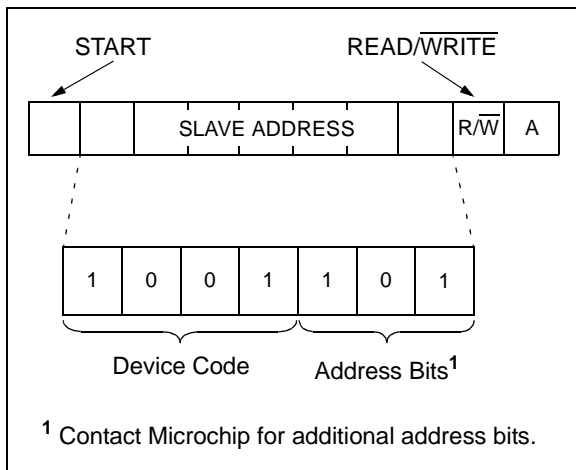 START READ/WRITE
SLAVE ADDRESS R/W A
1 0 0 1 1 0 1
Device Code Address Bits¹
¹ Contact Microchip for additional address bits.